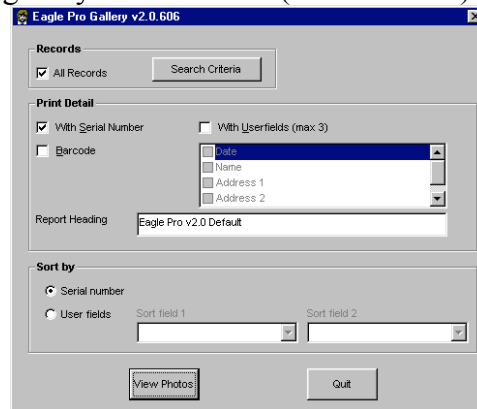 Eagle Pro Gallery v2.0.606
Records
All Records
Search Criteria
Print Detail
With Serial Number
With Userfields (max 3)
Barcode
Date
Name
Address 1
Address 2
Report Heading
Eagle Pro v2.0 Default
Sort by
Serial number
User fields
Sort field 1
Sort field 2
View Photos
Quit